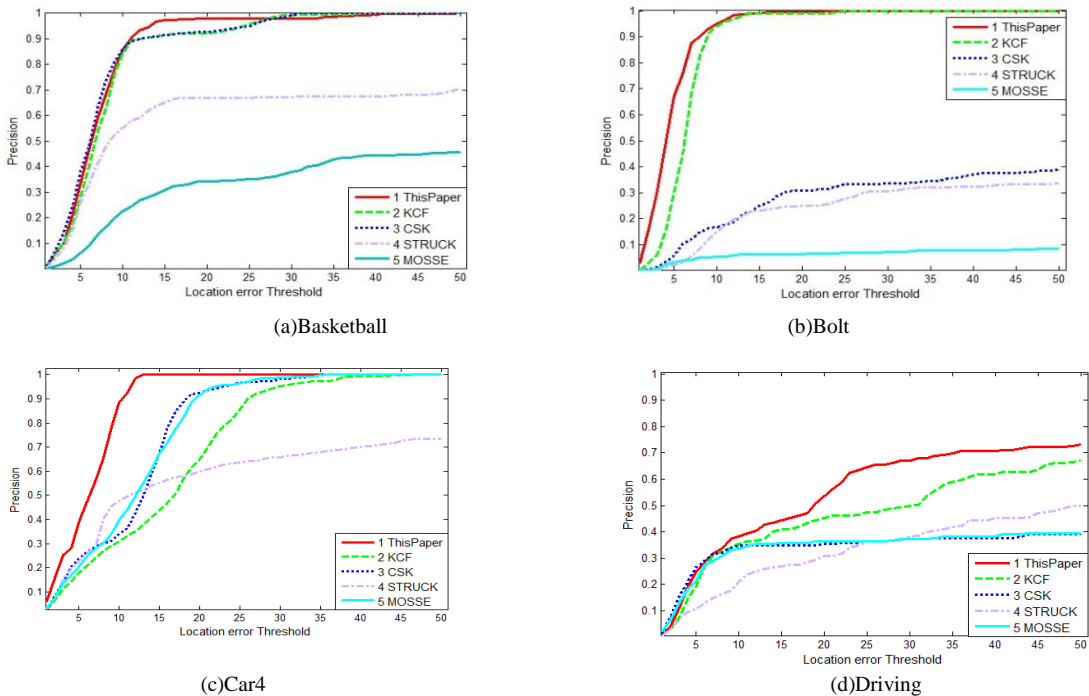 1
0.9
0.8
0.7
0.6
0.5
0.4
0.3
0.2
0.1
Precision
5 10 15 20 25 30 35 40 45 50
Location error Threshold
1 ThisPaper
2 KCF
3 CSK
4 STRUCK
5 MOSSE
(a)Basketball
1
0.9
0.8
0.7
0.6
0.5
0.4
0.3
0.2
0.1
Precision
5 10 15 20 25 30 35 40 45 50
Location error Threshold
1 ThisPaper
2 KCF
3 CSK
4 STRUCK
5 MOSSE
(b)Bolt
1
0.9
0.8
0.7
0.6
0.5
0.4
0.3
0.2
0.1
Precision
5 10 15 20 25 30 35 40 45 50
Location error Threshold
1 ThisPaper
2 KCF
3 CSK
4 STRUCK
5 MOSSE
(c)Car4
1
0.9
0.8
0.7
0.6
0.5
0.4
0.3
0.2
0.1
Precision
5 10 15 20 25 30 35 40 45 50
Location error Threshold
1 ThisPaper
2 KCF
3 CSK
4 STRUCK
5 MOSSE
(d)Driving